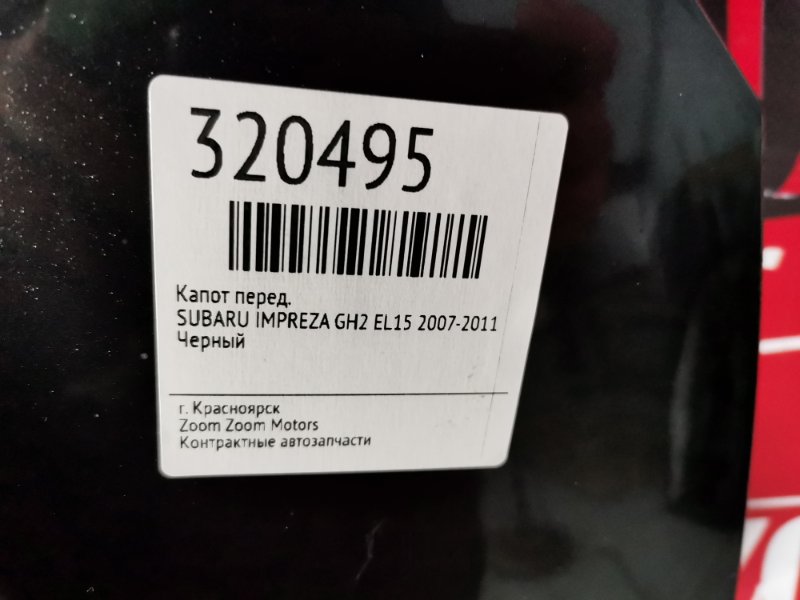 320495
Капот перед.
SUBARU IMPREZA GH2 EL15 2007-2011
Черный
г. Красноярск
Zoom Zoom Motors
Контрактные автозапчасти